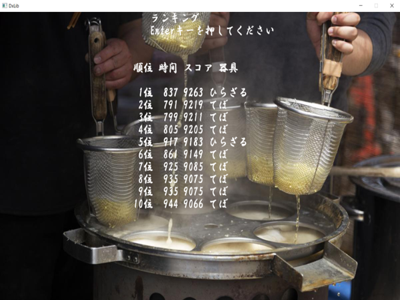 DxLib
ランキング
Enterキーを押してください
順位 時間 スコア 器具
1位 837 9263 ひらざる
2位 791 9219 てぼ
3位 799 9211 てぼ
4位 805 9205 てぼ
5位 917 9183 ひらざる
6位 861 9149 てぼ
7位 925 9085 てぼ
8位 935 9075 てぼ
9位 935 9075 てぼ
10位 944 9066 てぼ